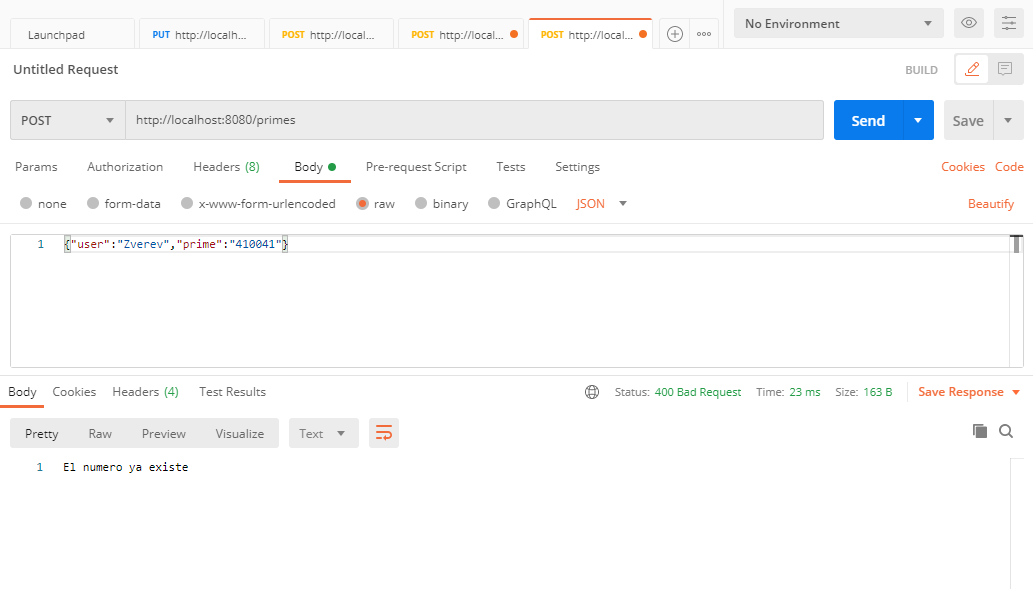 Launchpad
PUT http://localh...
POST http://local...
POST http://local...
POST http://local...
No Environment
Untitled Request
BUILD
POST
http://localhost:8080/primes
Send
Save
Params
Authorization
Headers (8)
Body
Pre-request Script
Tests
Settings
Cookies
Code
none
form-data
x-www-form-urlencoded
raw
binary
GraphQL
JSON
Beautify
1 {"user":"Zverev","prime":"410041"}
Body
Cookies
Headers (4)
Test Results
Status: 400 Bad Request
Time: 23 ms
Size: 163 B
Save Response
Pretty
Raw
Preview
Visualize
Text
1 El numero ya existe